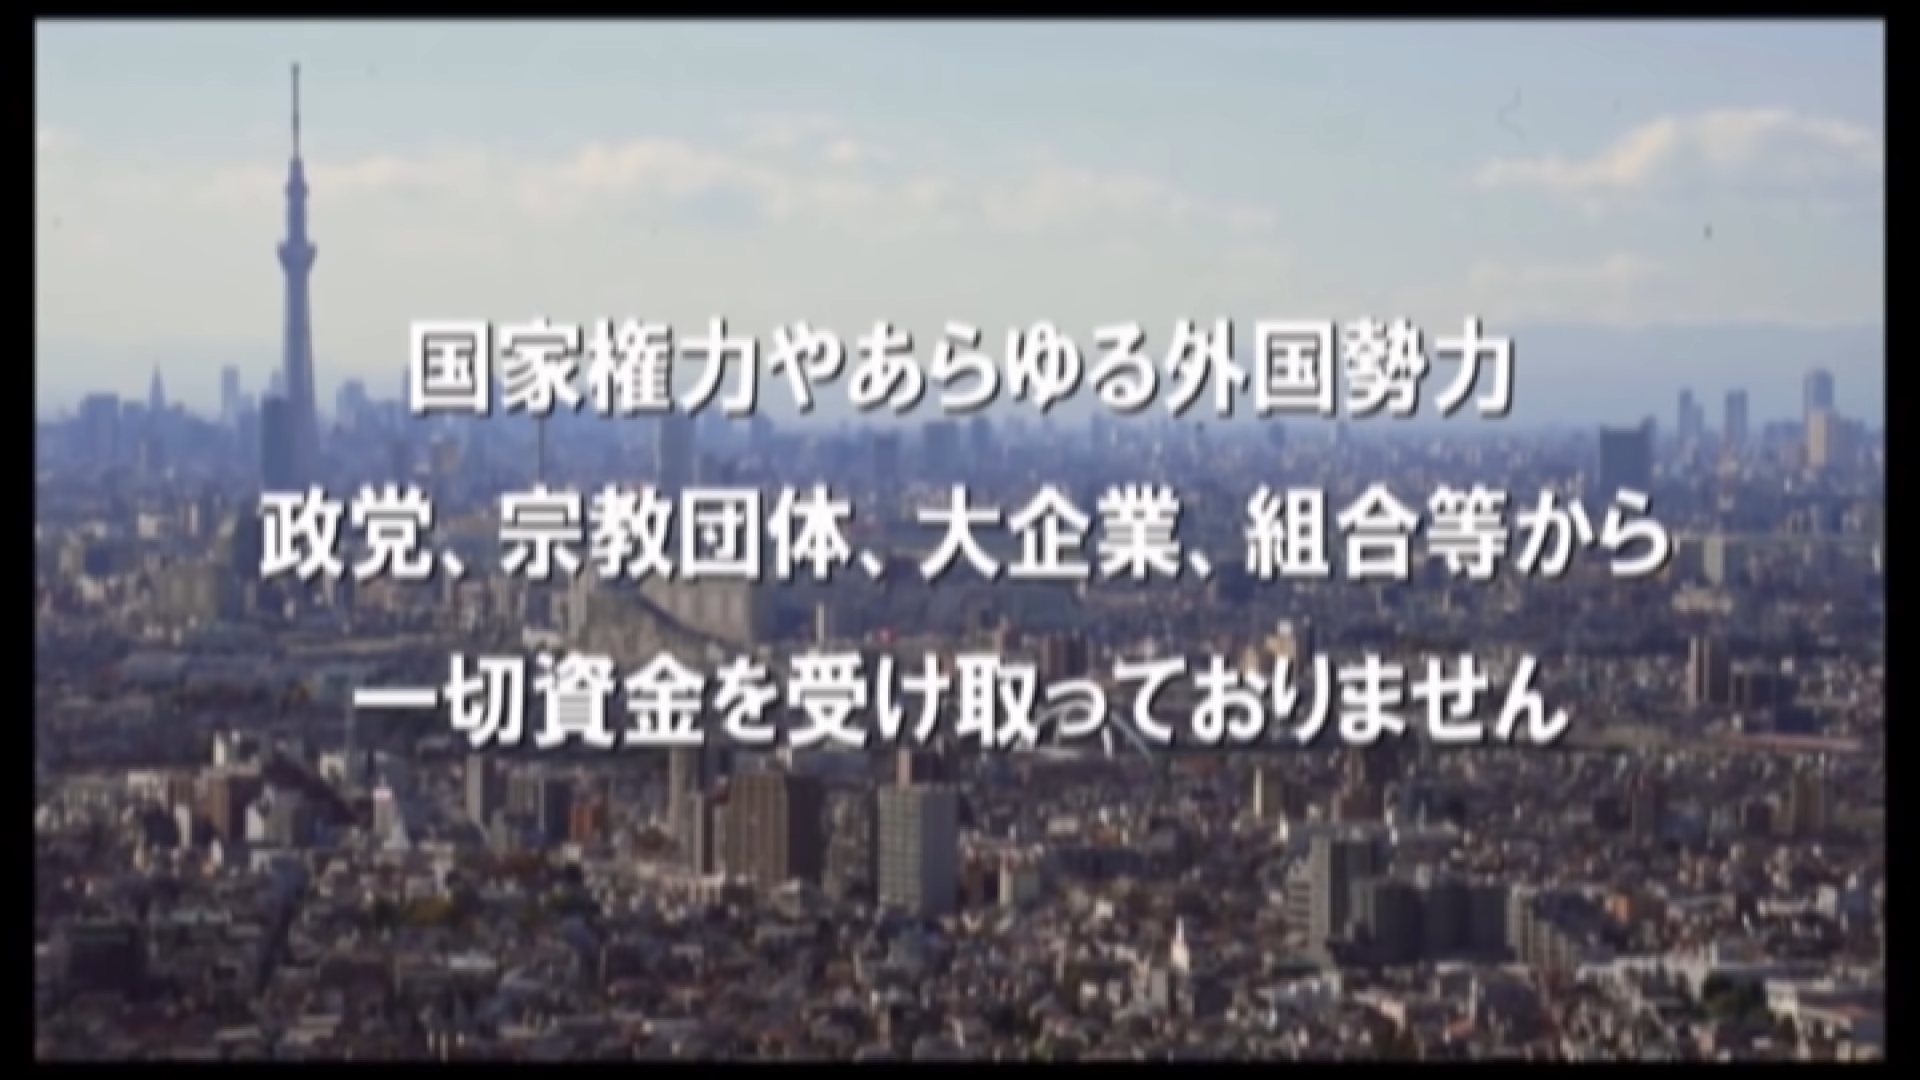 国家権力やあらゆる外国勢力
政党、宗教団体、大企業、組合等から
一切資金を受け取っておりません